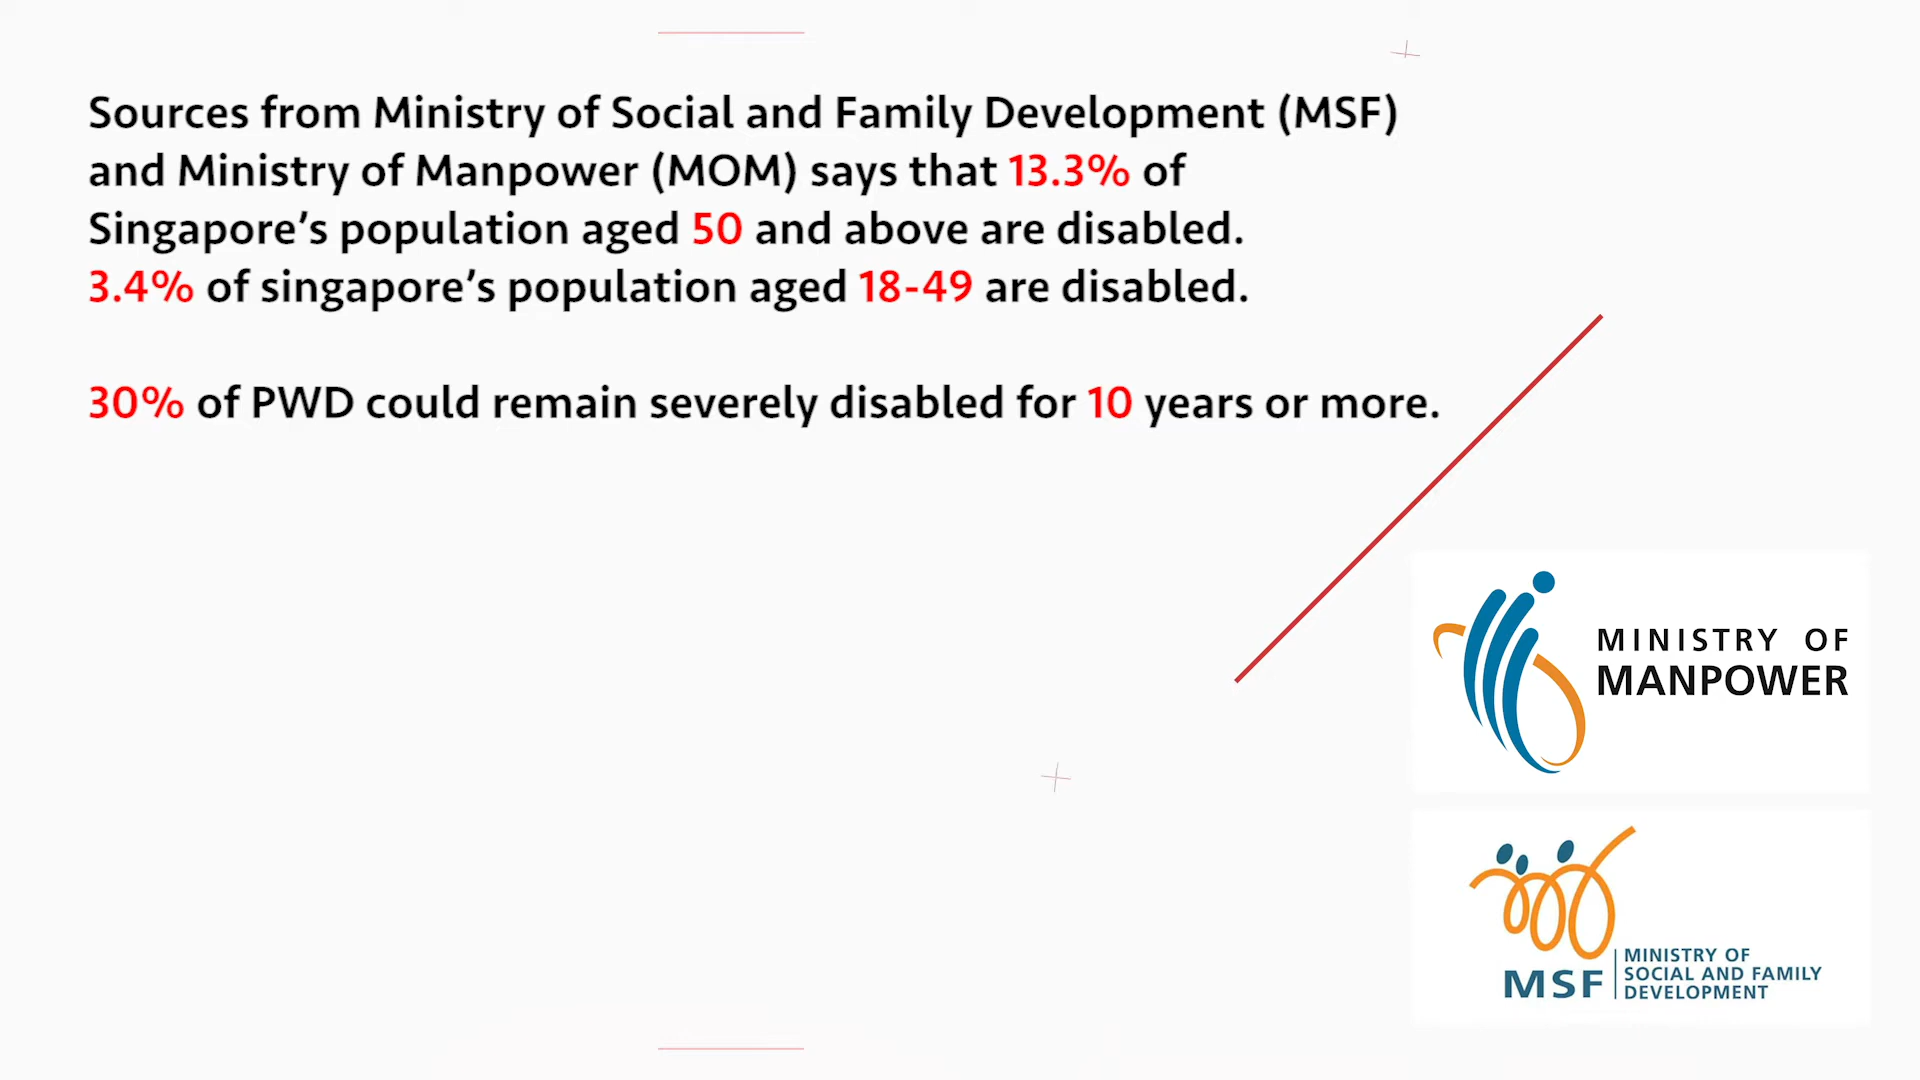 Sources from Ministry of Social and Family Development (MSF)
and Ministry of Manpower (MOM) says that 13.3% of
Singapore’s population aged 50 and above are disabled.
3.4% of singapore’s population aged 18-49 are disabled.
30% of PWD could remain severely disabled for 10 years or more.
MINISTRY OF
MANPOWER
MSF
MINISTRY OF
SOCIAL AND FAMILY
DEVELOPMENT